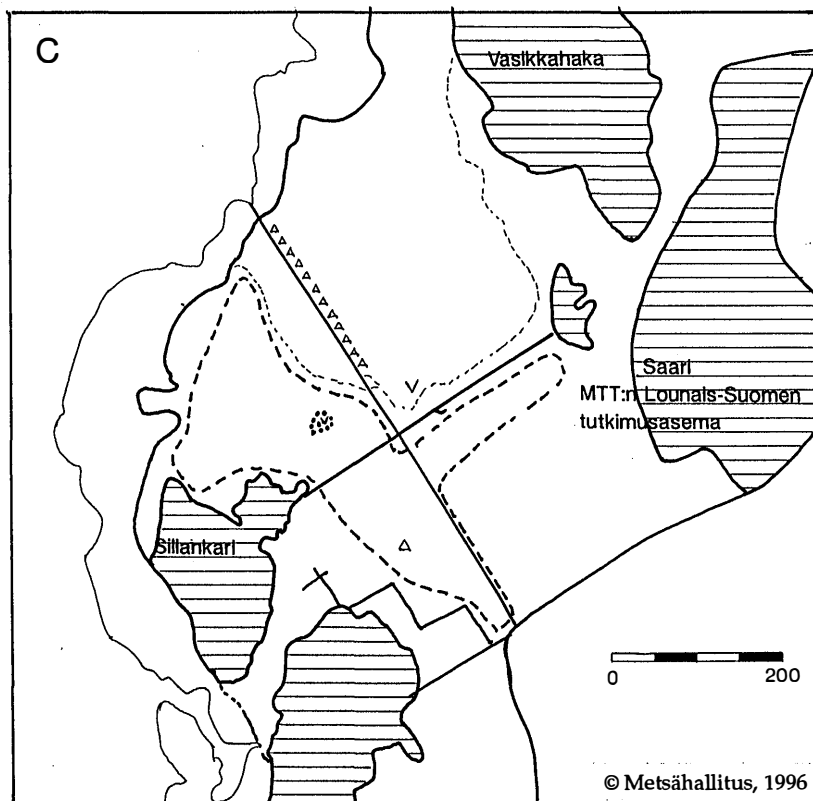 C
Vasikkahaka
Saari
MTT:n Lounais-Suomen
tutkimusasema
Sillankari
V
V
0 200
© Metsähallitus, 1996